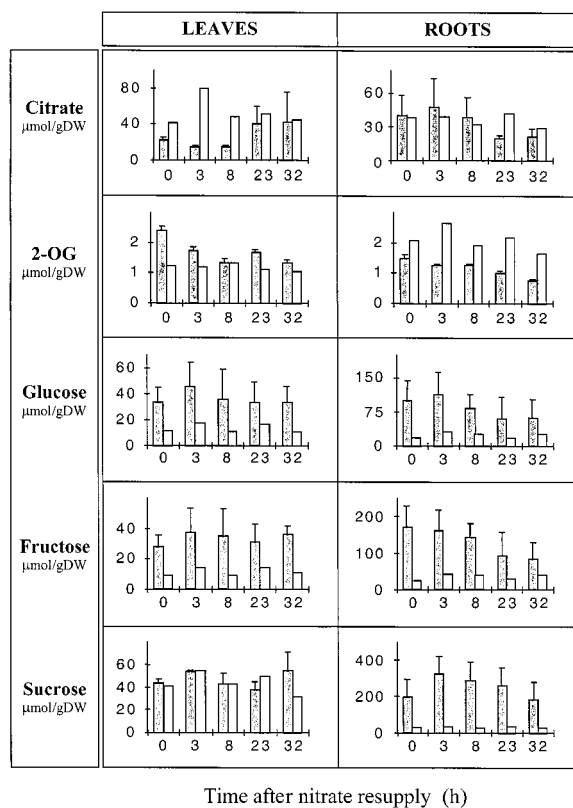 LEAVES ROOTS
Citrate
µmol/gDW
80
40
0
0 3 8 23 32
60
30
0
0 3 8 23 32
2-OG
µmol/gDW
2
1
0
0 3 8 23 32
2
1
0
0 3 8 23 32
Glucose
µmol/gDW
60
40
20
0
0 3 8 23 32
150
75
0
0 3 8 23 32
Fructose
µmol/gDW
40
20
0
0 3 8 23 32
200
100
0
0 3 8 23 32
Sucrose
µmol/gDW
60
40
20
0
0 3 8 23 32
400
200
0
0 3 8 23 32
Time after nitrate resupply (h)